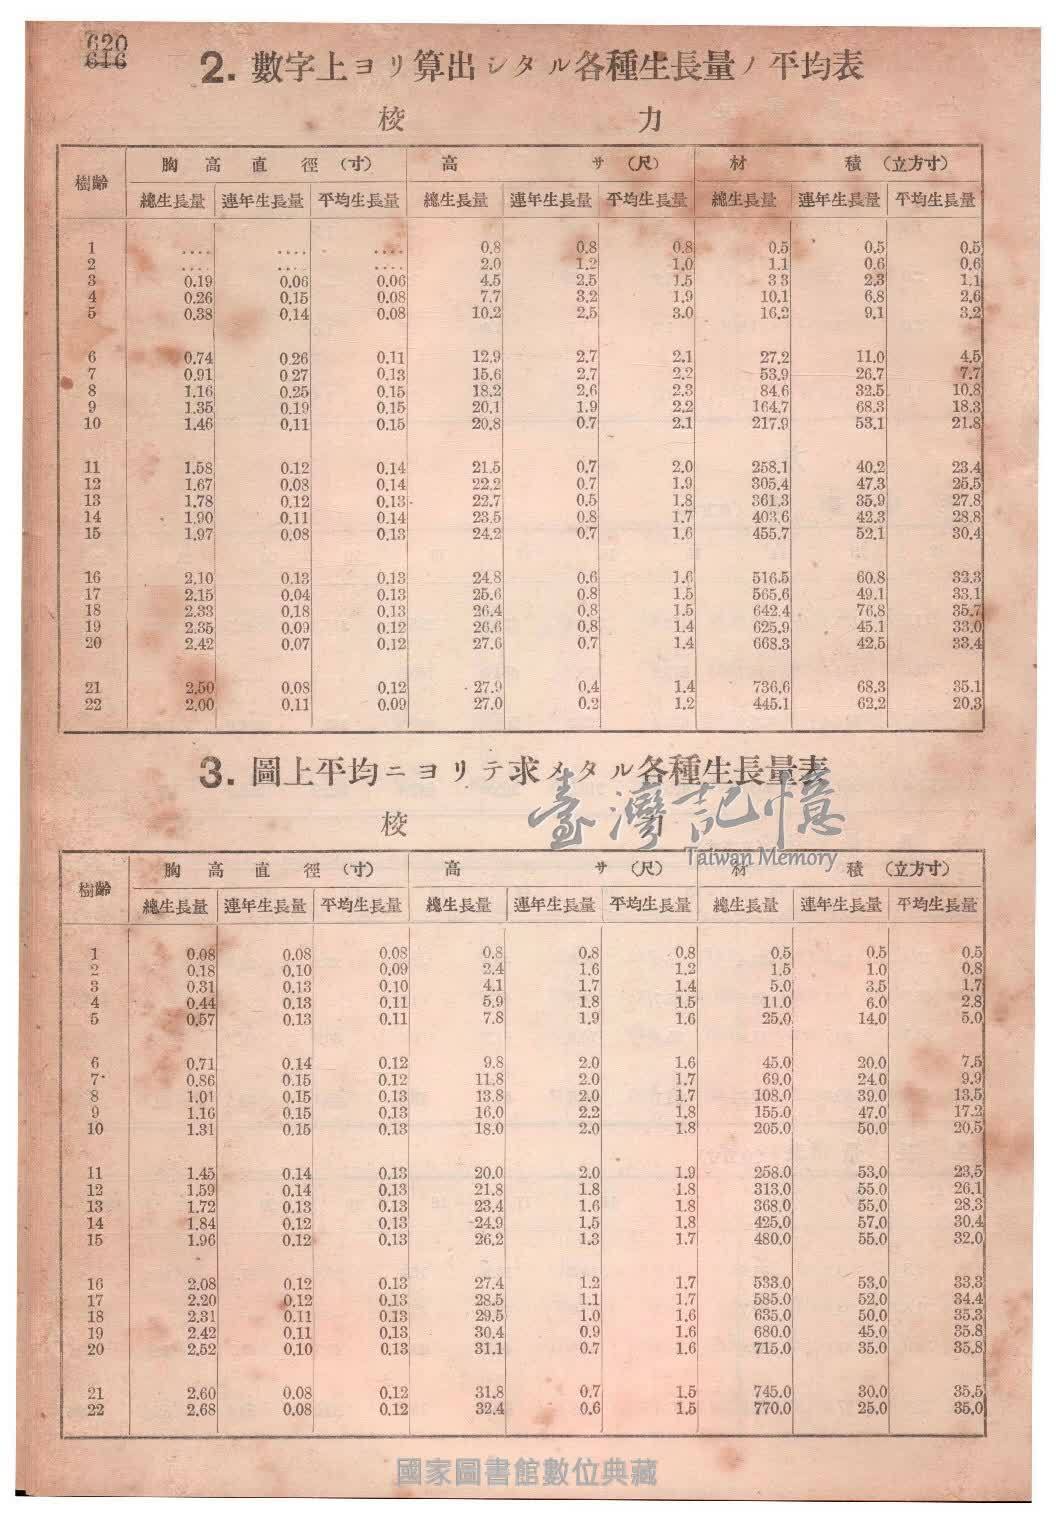 620
616
2. 數字上ヨリ算出シタル各種生長量ノ平均表
校 力
樹齡 胸高直徑(寸) 高サ(尺) 材積(立方寸)
總生長量 連年生長量 平均生長量 總生長量 連年生長量 平均生長量 總生長量 連年生長量 平均生長量
1 .... .... .... 0.8 0.8 0.8 0.5 0.5 0.5
2 .... .... .... 2.0 1.2 1.0 1.1 0.6 0.6
3 0.19 0.06 0.06 4.5 2.5 1.5 3 3 2.3 1.1
4 0.26 0.15 0.08 7.7 3.2 1.9 10.1 6.8 2.6
5 0.38 0.14 0.08 10.2 2.5 3.0 16.2 9.1 3.2
6 0.74 0 26 0.11 12.9 2.7 2.1 27.2 11.0 4.5
7 0.91 0 27 0.13 15.6 2.7 2.2 53.9 26.7 7.7
8 1.16 0.25 0.15 18.2 2.6 2.3 84.6 32.5 10.8
9 1.35 0.19 0.15 20.1 1.9 2.2 164.7 68.3 18.3
10 1.46 0.11 0.15 20.8 0.7 2.1 217.9 53.1 21.8
11 1.58 0.12 0.14 21.5 0.7 2.0 258.1 40.2 23.4
12 1.67 0.08 0.14 22.2 0.7 1.9 305.4 47.3 25.5
13 1.78 0.12 0.13 22.7 0.5 1.8 361.3 35.9 27.8
14 1.90 0.11 0.14 23.5 0.8 1.7 403.6 42.3 28.8
15 1.97 0.08 0.13 24.2 0.7 1.6 455.7 52.1 30.4
16 2.10 0.13 0.13 24.8 0.6 1.6 516.5 60.8 32.3
17 2.15 0.04 0.13 25.6 0.8 1.5 565.6 49.1 33.1
18 2.33 0.18 0.13 26.4 0.8 1.5 642.4 76.8 35.7
19 2.35 0.09 0.12 26.6 0.8 1.4 625.9 45.1 33.0
20 2.42 0.07 0.12 27.6 0.7 1.4 668.3 42.5 33.4
21 2.50 0.08 0.12 27.9 0.4 1.4 736.6 68.3 35.1
22 2.00 0.11 0.09 27.0 0.2 1.2 445.1 62.2 20.3
3. 圖上平均ニヨリテ求メタル各種生長量表
校 力
臺灣記憶
Taiwan Memory
樹齡 胸高直徑(寸) 高サ(尺) 材積(立方寸)
總生長量 連年生長量 平均生長量 總生長量 連年生長量 平均生長量 總生長量 連年生長量 平均生長量
1 0.08 0.08 0.08 0.8 0.8 0.8 0.5 0.5 0.5
2 0.18 0.10 0.09 2.4 1.6 1.2 1.5 1.0 0.8
3 0.31 0.13 0.10 4.1 1.7 1.4 5.0 3.5 1.7
4 0.44 0.13 0.11 5.9 1.8 1.5 11.0 6.0 2.8
5 0.57 0.13 0.11 7.8 1.9 1.6 25.0 14.0 5.0
6 0.71 0.14 0.12 9.8 2.0 1.6 45.0 20.0 7.5
7 0.86 0.15 0.12 11.8 2.0 1.7 69.0 24.0 9.9
8 1.01 0.15 0.13 13.8 2.0 1.7 108.0 39.0 13.5
9 1.16 0.15 0.13 16.0 2.2 1.8 155.0 47.0 17.2
10 1.31 0.15 0.13 18.0 2.0 1.8 205.0 50.0 20.5
11 1.45 0.14 0.13 20.0 2.0 1.9 258.0 53.0 23.5
12 1.59 0.14 0.13 21.8 1.8 1.8 313.0 55.0 26.1
13 1.72 0.13 0.13 23.4 1.6 1.8 368.0 55.0 28.3
14 1.84 0.12 0.13 24.9 1.5 1.8 425.0 57.0 30.4
15 1.96 0.12 0.13 26.2 1.3 1.7 480.0 55.0 32.0
16 2.08 0.12 0.13 27.4 1.2 1.7 533.0 53.0 33.3
17 2.20 0.12 0.13 28.5 1.1 1.7 585.0 52.0 34.4
18 2.31 0.11 0.13 29.5 1.0 1.6 635.0 50.0 35.3
19 2.42 0.11 0.13 30.4 0.9 1.6 680.0 45.0 35.8
20 2.52 0.10 0.13 31.1 0.7 1.6 715.0 35.0 35.8
21 2.60 0.08 0.12 31.8 0.7 1.5 745.0 30.0 35.5
22 2.68 0.08 0.12 32.4 0.6 1.5 770.0 25.0 35.0
國家圖書館數位典藏